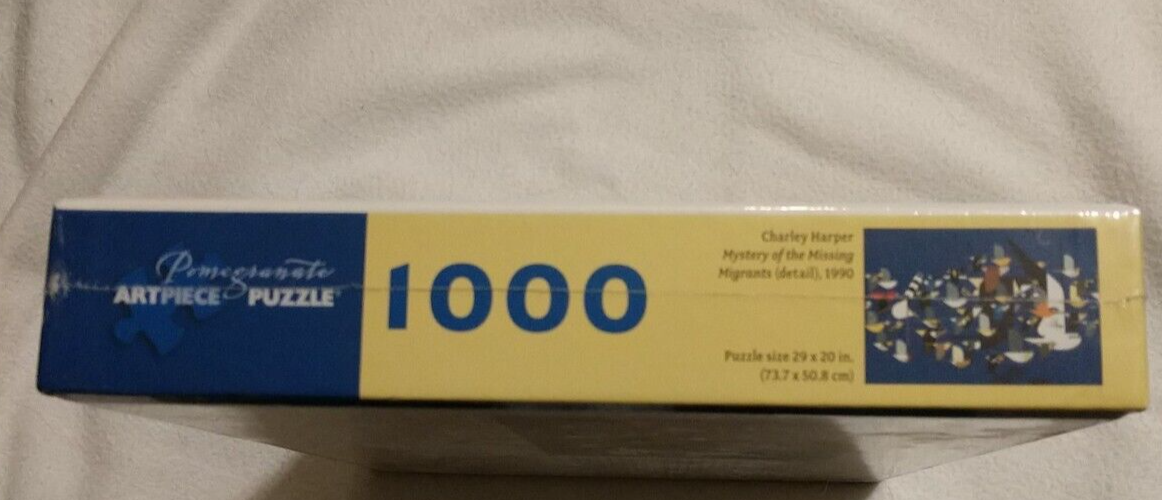 Pomegranate
ARTPIECE PUZZLE®
1000
Charley Harper
Mystery of the Missing
Migrants (detail), 1990
Puzzle size 29 x 20 in.
(73.7 x 50.8 cm)